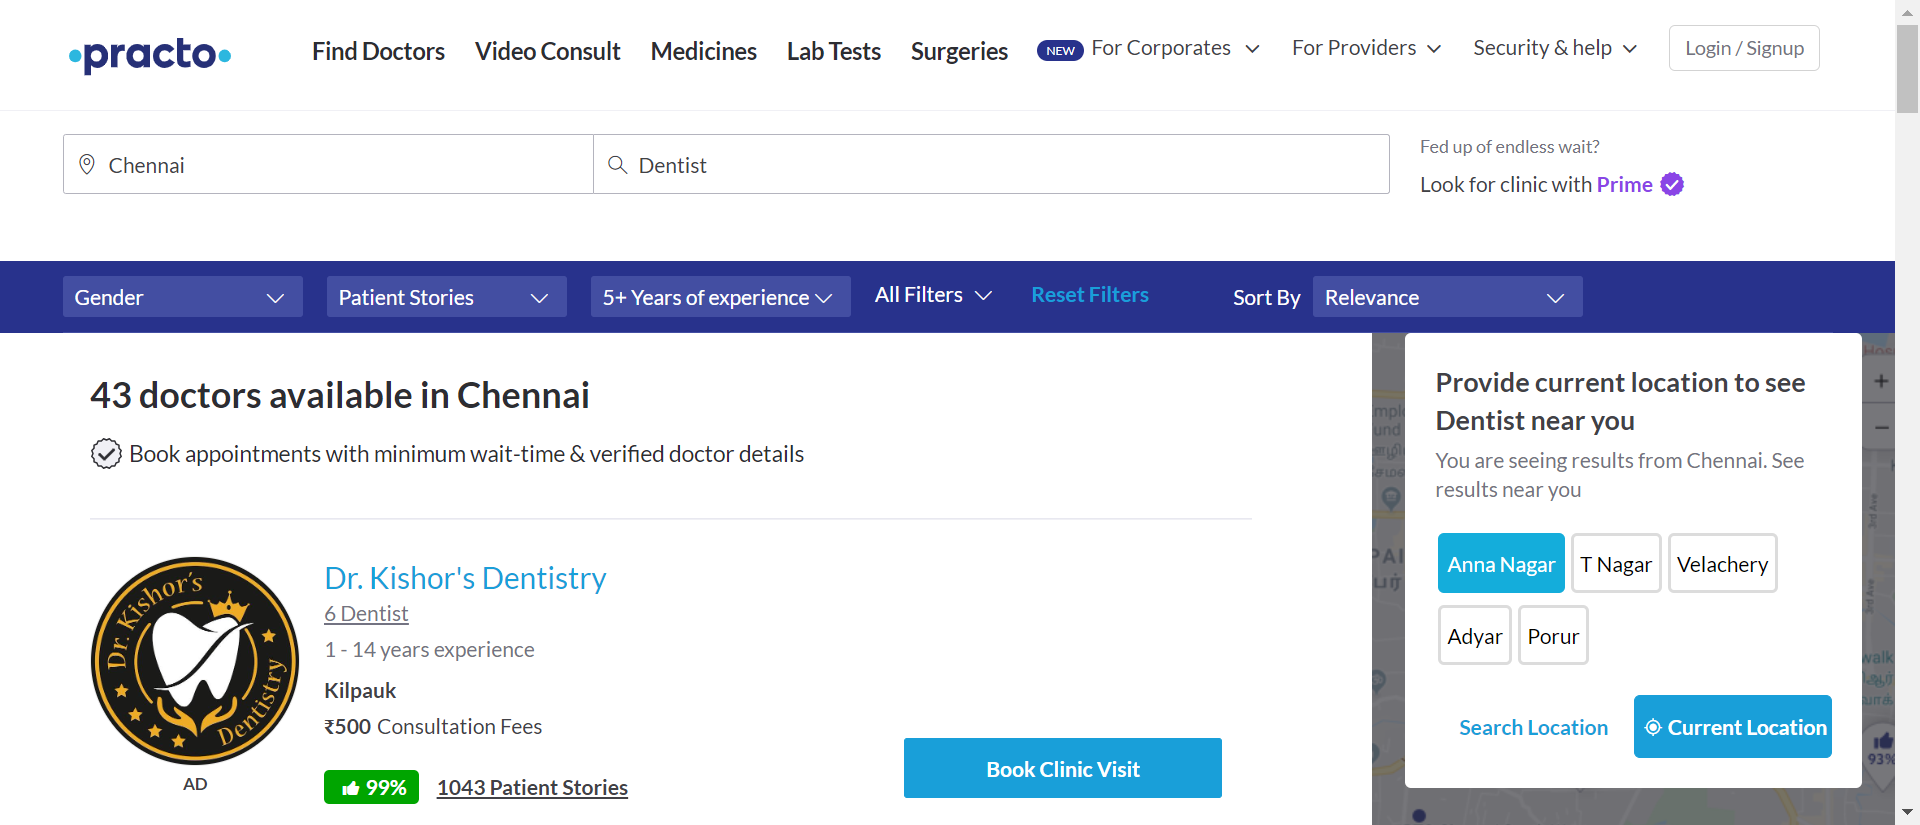 practo
Find Doctors
Video Consult
Medicines
Lab Tests
Surgeries
NEW For Corporates
For Providers
Security & help
Login / Signup
Chennai
Dentist
Fed up of endless wait?
Look for clinic with Prime
Gender
Patient Stories
5+ Years of experience
All Filters
Reset Filters
Sort By
Relevance
43 doctors available in Chennai
Book appointments with minimum wait-time & verified doctor details
Dr. Kishor's
Dentistry
AD
Dr. Kishor's Dentistry
6 Dentist
1 - 14 years experience
Kilpauk
₹500 Consultation Fees
99%
1043 Patient Stories
Book Clinic Visit
Provide current location to see
Dentist near you
You are seeing results from Chennai. See
results near you
Anna Nagar
T Nagar
Velachery
Adyar
Porur
Search Location
Current Location
3rd Ave
3rd Ave
93%